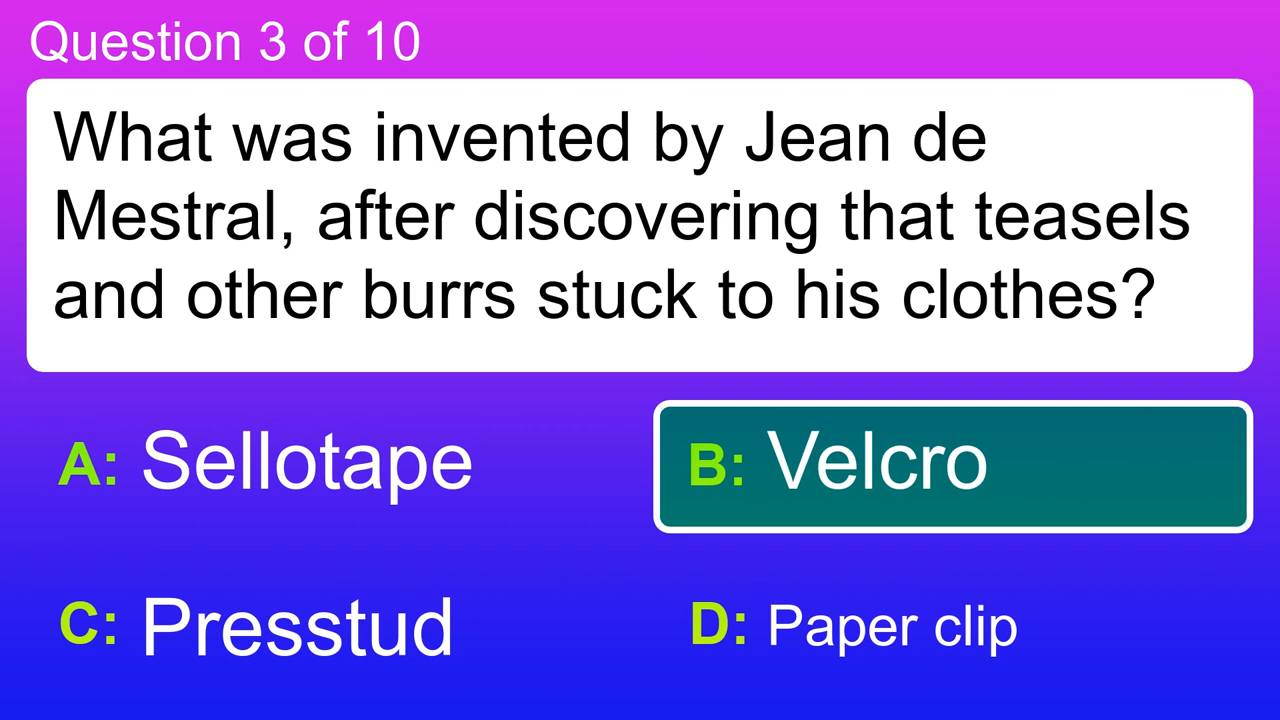 Question 3 of 10
What was invented by Jean de
Mestral, after discovering that teasels
and other burrs stuck to his clothes?
A: Sellotape
B: Velcro
C: Presstud
D: Paper clip